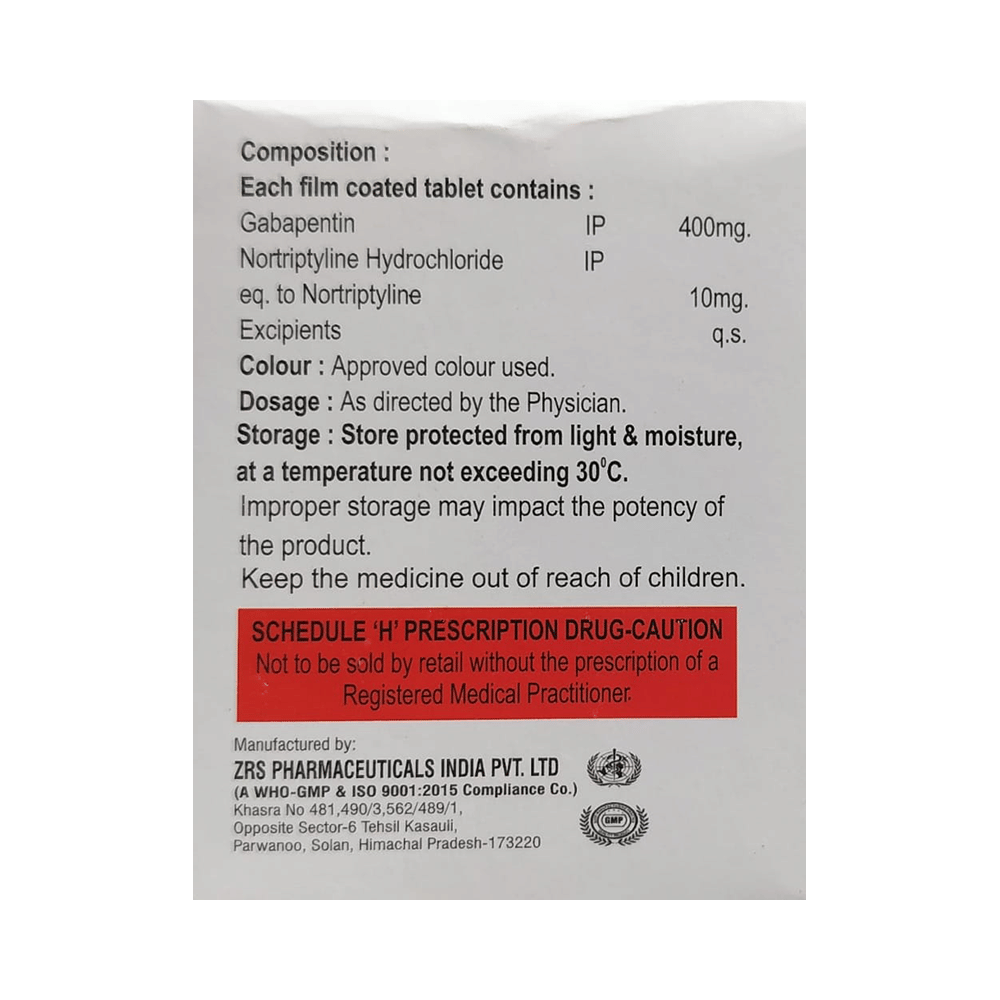 Composition :
Each film coated tablet contains :
Gabapentin IP 400mg.
Nortriptyline Hydrochloride IP
eq. to Nortriptyline 10mg.
Excipients q.s.
Colour : Approved colour used.
Dosage : As directed by the Physician.
Storage : Store protected from light & moisture,
at a temperature not exceeding 30⁰C.
Improper storage may impact the potency of
the product.
Keep the medicine out of reach of children.
SCHEDULE ‘H’ PRESCRIPTION DRUG-CAUTION
Not to be sold by retail without the prescription of a
Registered Medical Practitioner.
Manufactured by:
ZRS PHARMACEUTICALS INDIA PVT. LTD
(A WHO-GMP & ISO 9001:2015 Compliance Co.)
Khasra No 481,490/3,562/489/1,
Opposite Sector-6 Tehsil Kasauli,
Parwanoo, Solan, Himachal Pradesh-173220
GMP